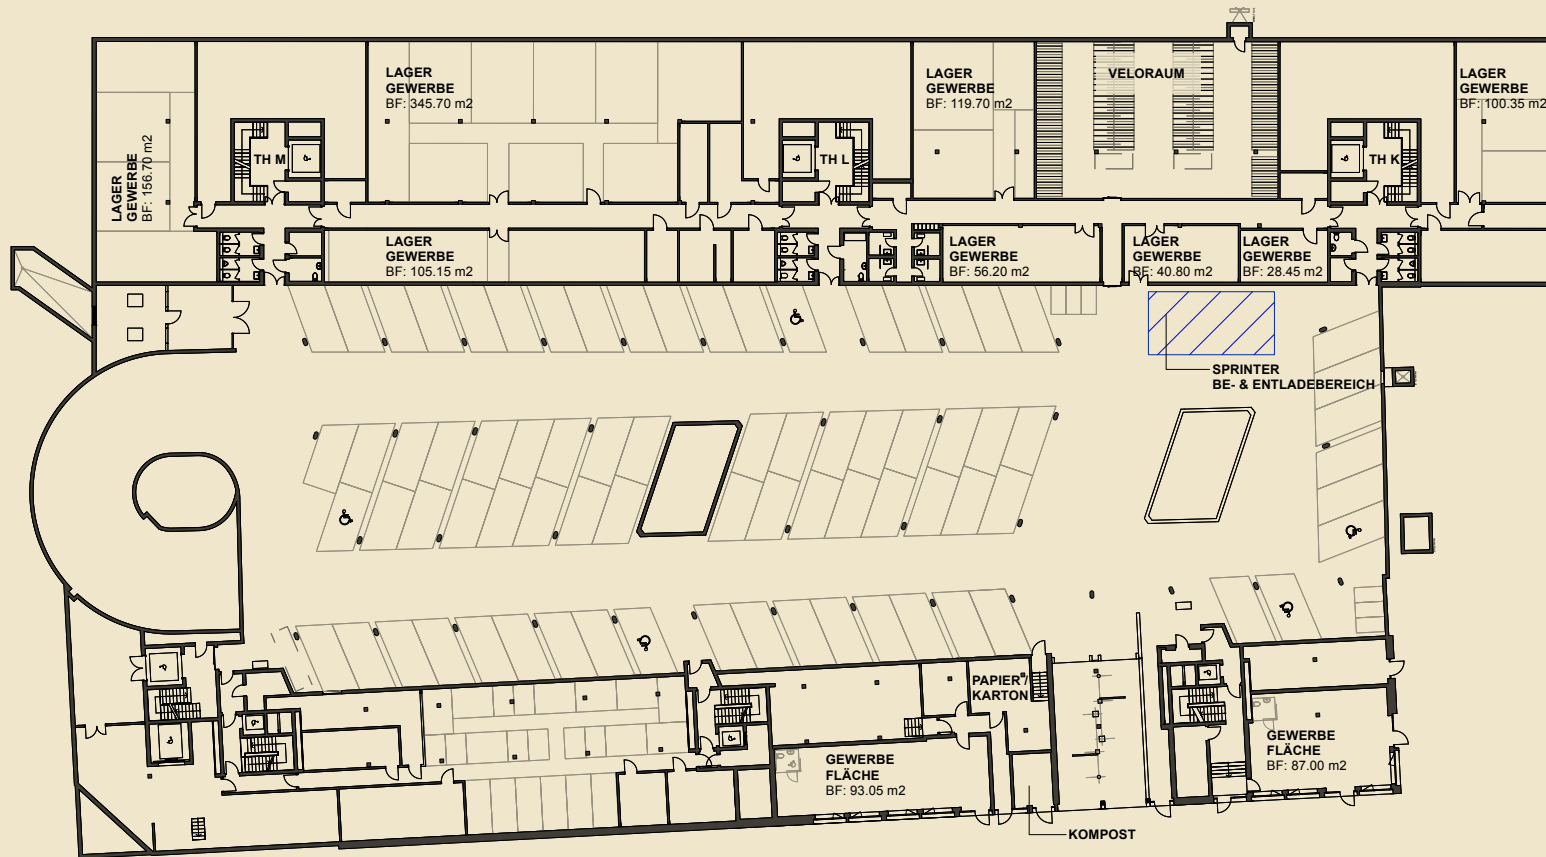 LAGER
GEWERBE
BF: 345.70 m2
LAGER
GEWERBE
BF: 119.70 m2
VELORAUM
LAGER
GEWERBE
BF: 100.35 m2
LAGER
GEWERBE
BF: 156.70 m2
TH M
TH L
TH K
LAGER
GEWERBE
BF: 105.15 m2
LAGER
GEWERBE
BF: 56.20 m2
LAGER
GEWERBE
BF: 40.80 m2
LAGER
GEWERBE
BF: 28.45 m2
SPRINTER
BE- & ENTLADEBEREICH
PAPIER/
KARTON
GEWERBE
FLÄCHE
BF: 93.05 m2
GEWERBE
FLÄCHE
BF: 87.00 m2
KOMPOST